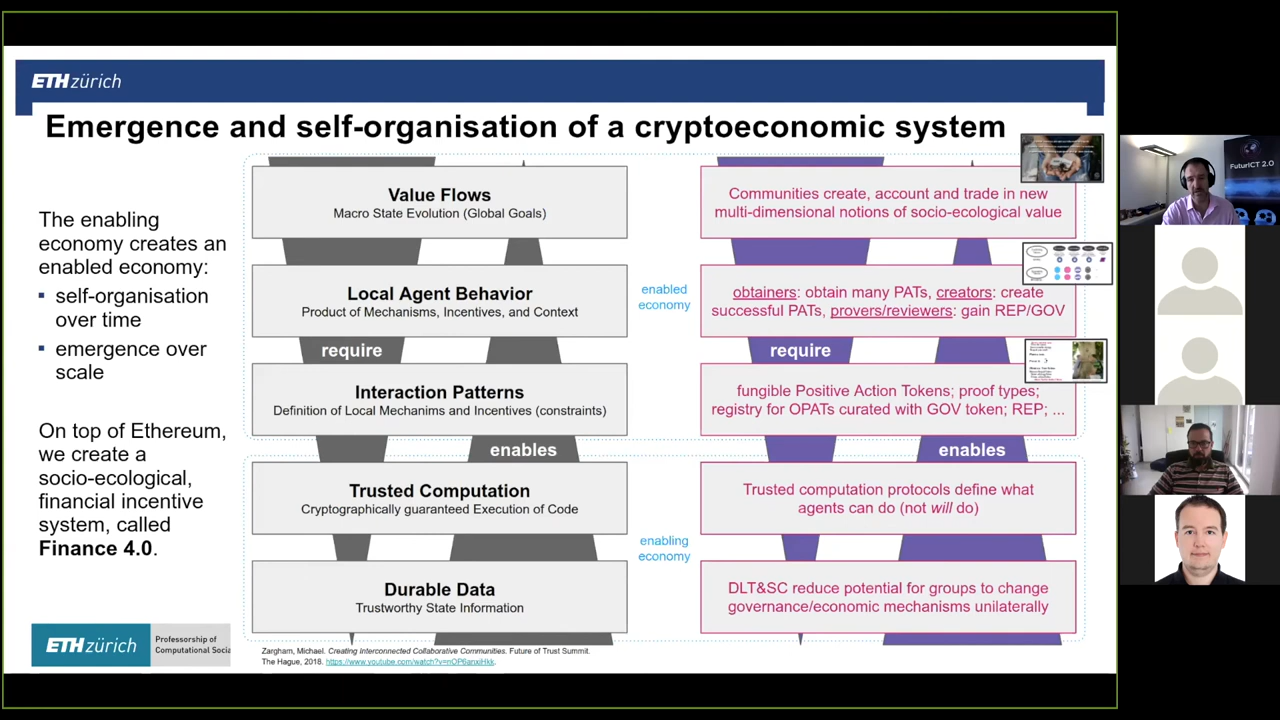 ETH zürich
Emergence and self-organisation of a cryptoeconomic system
The enabling
economy creates an
enabled economy:
self-organisation
over time
emergence over
scale
On top of Ethereum,
we create a
socio-ecological,
financial incentive
system, called
Finance 4.0.
Value Flows
Macro State Evolution (Global Goals)
Local Agent Behavior
Product of Mechanisms, Incentives, and Context
require
Interaction Patterns
Definition of Local Mechanims and Incentives (constraints)
enables
Trusted Computation
Cryptographically guaranteed Execution of Code
Durable Data
Trustworthy State Information
enabled
economy
enabling
economy
Communities create, account and trade in new
multi-dimensional notions of socio-ecological value
obtainers: obtain many PATs, creators: create
successful PATs, provers/reviewers: gain REP/GOV
require
fungible Positive Action Tokens; proof types;
registry for OPATs curated with GOV token; REP; ...
enables
Trusted computation protocols define what
agents can do (not will do)
DLT&SC reduce potential for groups to change
governance/economic mechanisms unilaterally
ETH zürich
Professorship of
Computational Socia
Zargham, Michael. Creating Interconnected Collaborative Communities. Future of Trust Summit.
The Hague, 2018. https://www.youtube.com/watch?v=nOP6anxiHkk.
FuturICT 2.0